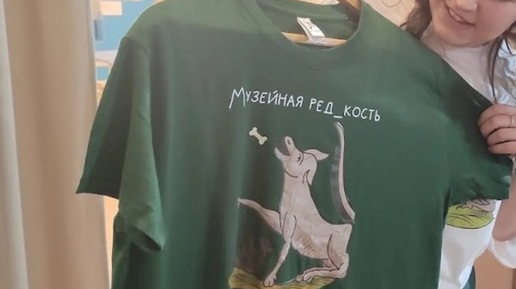 Музейная ред_кость